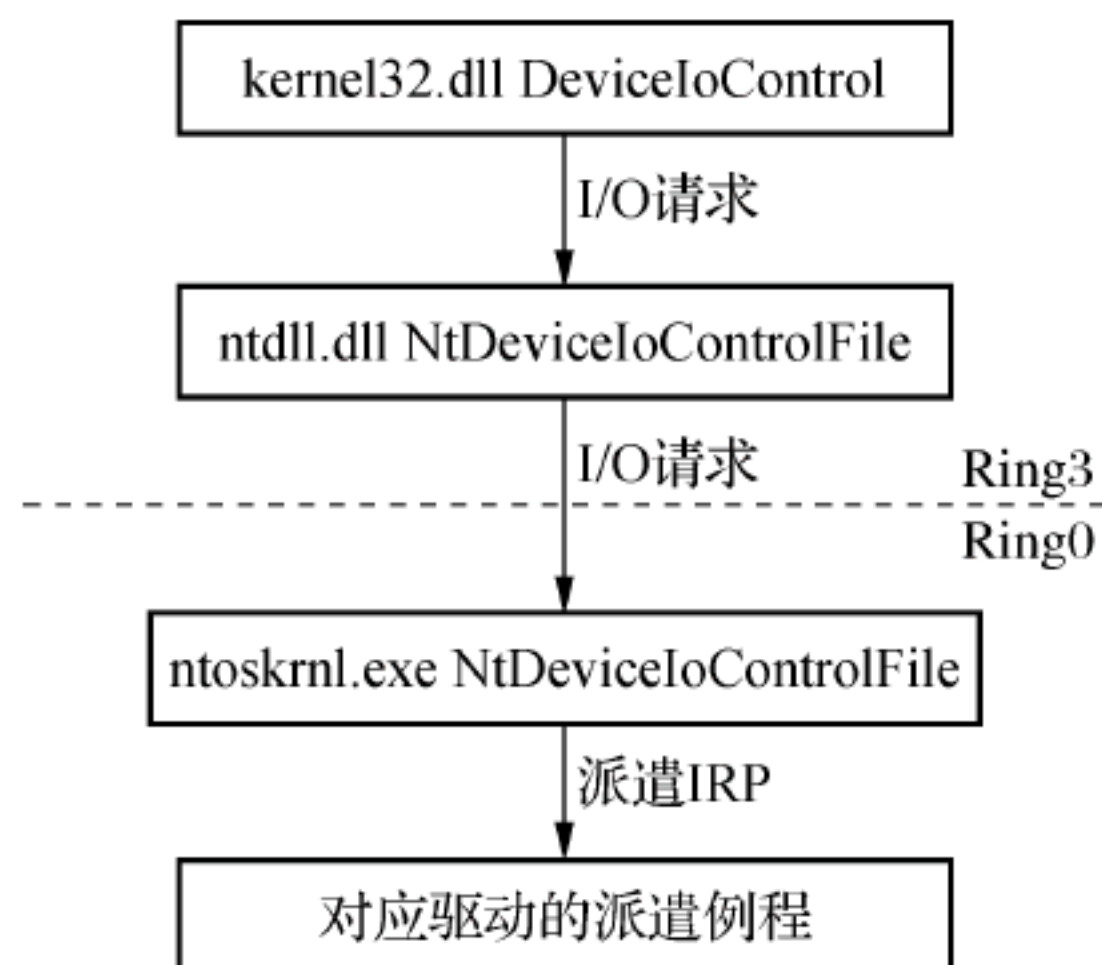 kernel32.dll DeviceIoControl
I/O请求
ntdll.dll NtDeviceIoControlFile
I/O请求
Ring3
Ring0
ntoskrnl.exe NtDeviceIoControlFile
派遣IRP
对应驱动的派遣例程